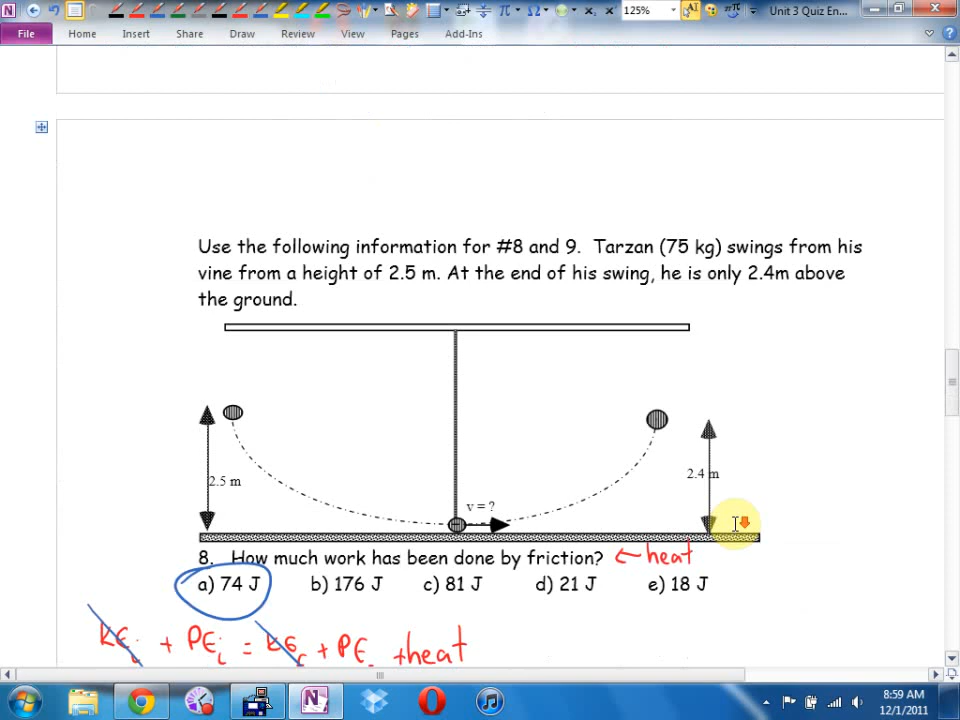 125%
Unit 3 Quiz En...
File Home Insert Share Draw Review View Pages Add-Ins
Use the following information for #8 and 9. Tarzan (75 kg) swings from his
vine from a height of 2.5 m. At the end of his swing, he is only 2.4m above
the ground.
2.5 m
v = ?
2.4 m
8. How much work has been done by friction? ← heat
a) 74 J b) 176 J c) 81 J d) 21 J e) 18 J
KEi + PEi = KEf + PE +heat
8:59 AM
12/1/2011